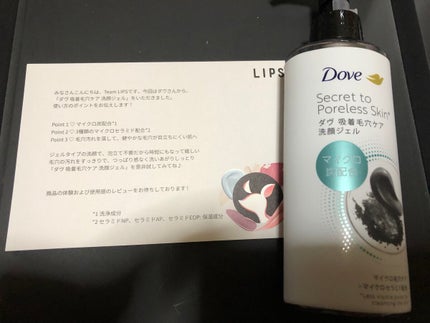 LIPS
みなさんこんにちは、Team LIPSです。今回はダヴさんから、
「ダヴ 吸着毛穴ケア 洗顔ジェル」をいただきました。
使い方のポイントをお伝えします!
Point 1 ♡ マイクロ炭配合*1
Point 2 ♡ 3種類のマイクロセラミド配合*2
Point 3 ♡ 毛穴汚れを落して、健やかな毛穴が目立ちにくい肌へ
ジェルタイプの洗顔で、泡立て不要だから時短にもなって嬉しい
毛穴の汚れをすっきりで、つっぱり感なく洗いあがりしっとり
「ダヴ 吸着毛穴ケア 洗顔ジェル」を是非試してみてね♪
商品の体験および使用感のレビューをお待ちしております!
*1 洗浄成分
*2 セラミドNP、セラミドAP、セラミドEOP: 保湿成分
Dove
Secret to
Poreless Skin*
ダヴ 吸着毛穴ケア
洗顔ジェル
マイクロ
炭配合